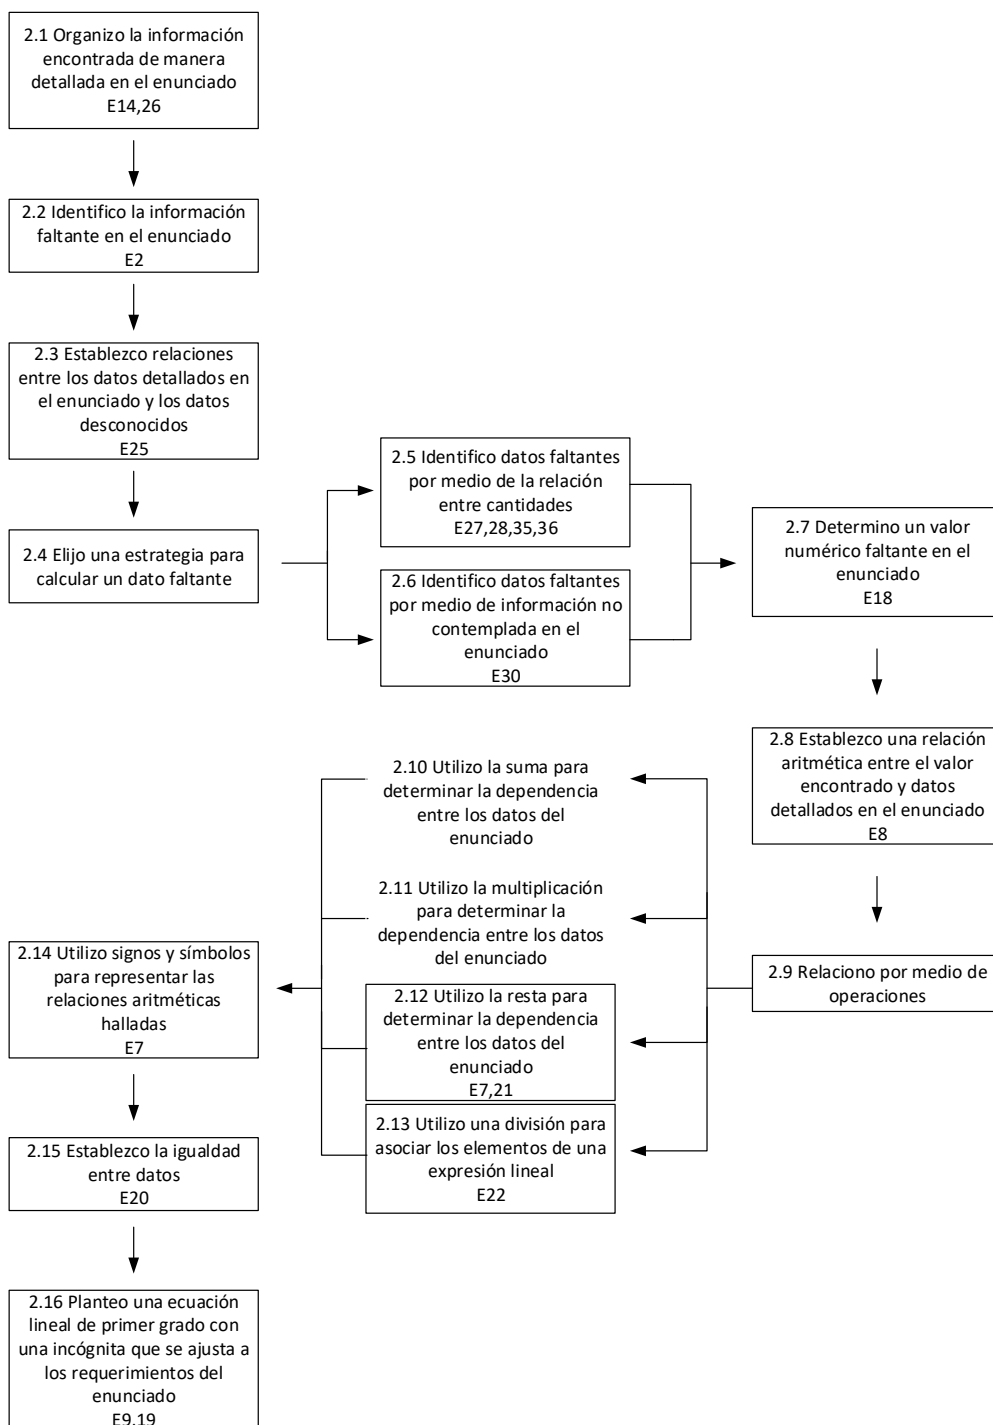 2.1 Organizo la información
encontrada de manera
detallada en el enunciado
E14,26
2.2 Identifico la información
faltante en el enunciado
E2
2.3 Establezco relaciones
entre los datos detallados en
el enunciado y los datos
desconocidos
E25
2.4 Elijo una estrategia para
calcular un dato faltante
2.5 Identifico datos faltantes
por medio de la relación
entre cantidades
E27,28,35,36
2.6 Identifico datos faltantes
por medio de información no
contemplada en el
enunciado
E30
2.7 Determino un valor
numérico faltante en el
enunciado
E18
2.8 Establezco una relación
aritmética entre el valor
encontrado y datos
detallados en el enunciado
E8
2.9 Relaciono por medio de
operaciones
2.10 Utilizo la suma para
determinar la dependencia
entre los datos del
enunciado
2.11 Utilizo la multiplicación
para determinar la
dependencia entre los datos
del enunciado
2.12 Utilizo la resta para
determinar la dependencia
entre los datos del
enunciado
E7,21
2.13 Utilizo una división para
asociar los elementos de una
expresión lineal
E22
2.14 Utilizo signos y símbolos
para representar las
relaciones aritméticas
halladas
E7
2.15 Establezco la igualdad
entre datos
E20
2.16 Planteo una ecuación
lineal de primer grado con
una incógnita que se ajusta a
los requerimientos del
enunciado
E9,19